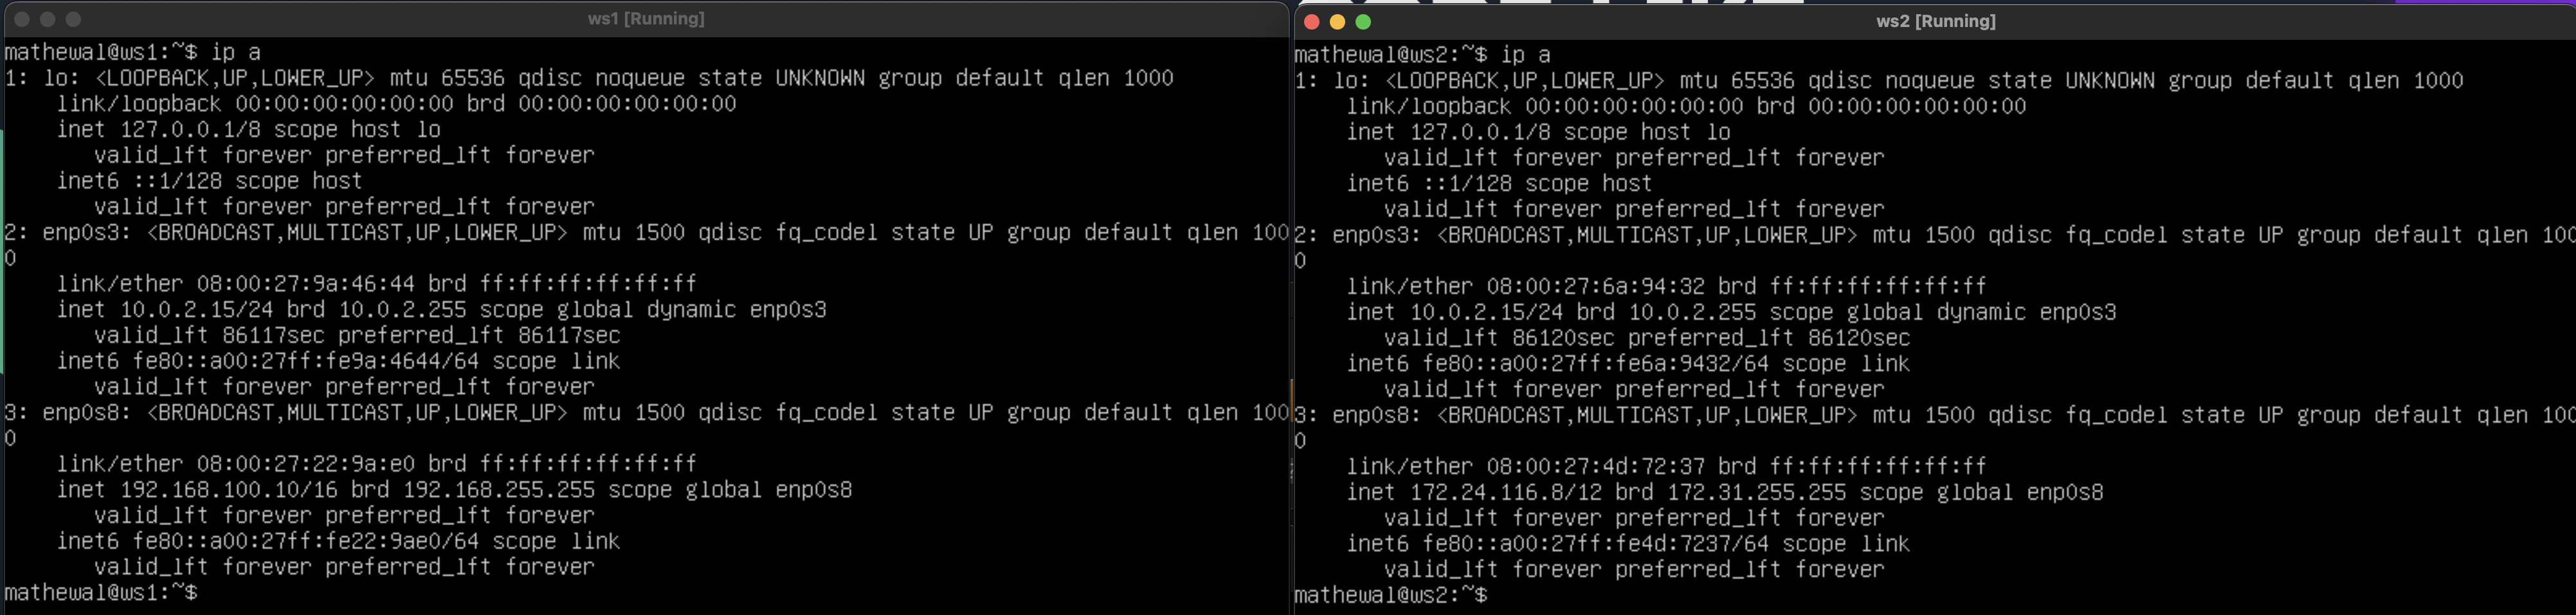 ws1 [Running]
mathewal@ws1:~$ ip a
1: lo: <LOOPBACK,UP,LOWER_UP> mtu 65536 qdisc noqueue state UNKNOWN group default qlen 1000
    link/loopback 00:00:00:00:00:00 brd 00:00:00:00:00:00
    inet 127.0.0.1/8 scope host lo
       valid_lft forever preferred_lft forever
    inet6 ::1/128 scope host
       valid_lft forever preferred_lft forever
2: enp0s3: <BROADCAST,MULTICAST,UP,LOWER_UP> mtu 1500 qdisc fq_codel state UP group default qlen 100
0
    link/ether 08:00:27:9a:46:44 brd ff:ff:ff:ff:ff:ff
    inet 10.0.2.15/24 brd 10.0.2.255 scope global dynamic enp0s3
       valid_lft 86117sec preferred_lft 86117sec
    inet6 fe80::a00:27ff:fe9a:4644/64 scope link
       valid_lft forever preferred_lft forever
3: enp0s8: <BROADCAST,MULTICAST,UP,LOWER_UP> mtu 1500 qdisc fq_codel state UP group default qlen 100
0
    link/ether 08:00:27:22:9a:e0 brd ff:ff:ff:ff:ff:ff
    inet 192.168.100.10/16 brd 192.168.255.255 scope global enp0s8
       valid_lft forever preferred_lft forever
    inet6 fe80::a00:27ff:fe22:9ae0/64 scope link
       valid_lft forever preferred_lft forever
mathewal@ws1:~$
ws2 [Running]
mathewal@ws2:~$ ip a
1: lo: <LOOPBACK,UP,LOWER_UP> mtu 65536 qdisc noqueue state UNKNOWN group default qlen 1000
    link/loopback 00:00:00:00:00:00 brd 00:00:00:00:00:00
    inet 127.0.0.1/8 scope host lo
       valid_lft forever preferred_lft forever
    inet6 ::1/128 scope host
       valid_lft forever preferred_lft forever
2: enp0s3: <BROADCAST,MULTICAST,UP,LOWER_UP> mtu 1500 qdisc fq_codel state UP group default qlen 100
0
    link/ether 08:00:27:6a:94:32 brd ff:ff:ff:ff:ff:ff
    inet 10.0.2.15/24 brd 10.0.2.255 scope global dynamic enp0s3
       valid_lft 86120sec preferred_lft 86120sec
    inet6 fe80::a00:27ff:fe6a:9432/64 scope link
       valid_lft forever preferred_lft forever
3: enp0s8: <BROADCAST,MULTICAST,UP,LOWER_UP> mtu 1500 qdisc fq_codel state UP group default qlen 100
0
    link/ether 08:00:27:4d:72:37 brd ff:ff:ff:ff:ff:ff
    inet 172.24.116.8/12 brd 172.31.255.255 scope global enp0s8
       valid_lft forever preferred_lft forever
    inet6 fe80::a00:27ff:fe4d:7237/64 scope link
       valid_lft forever preferred_lft forever
mathewal@ws2:~$